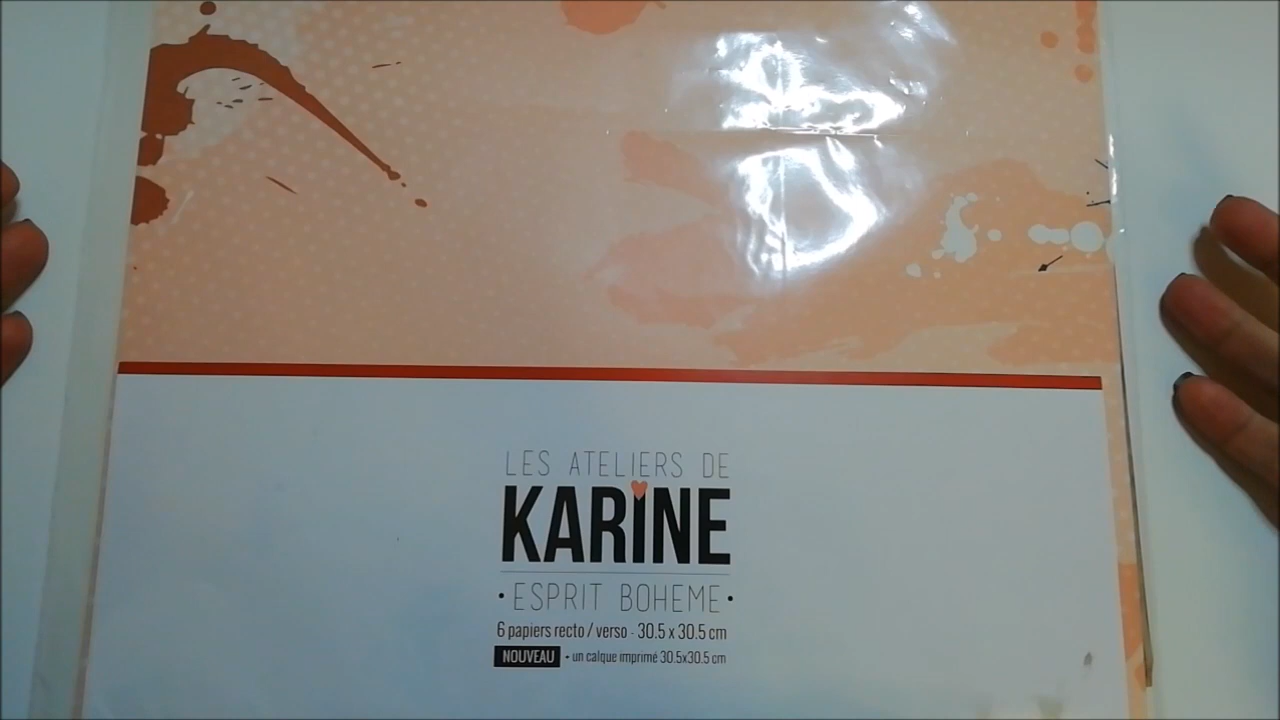 LES ATELIERS DE
KARINE
• ESPRIT BOHEME •
6 papiers recto / verso - 30.5 x 30.5 cm
NOUVEAU • un calque imprimé 30.5x30.5 cm